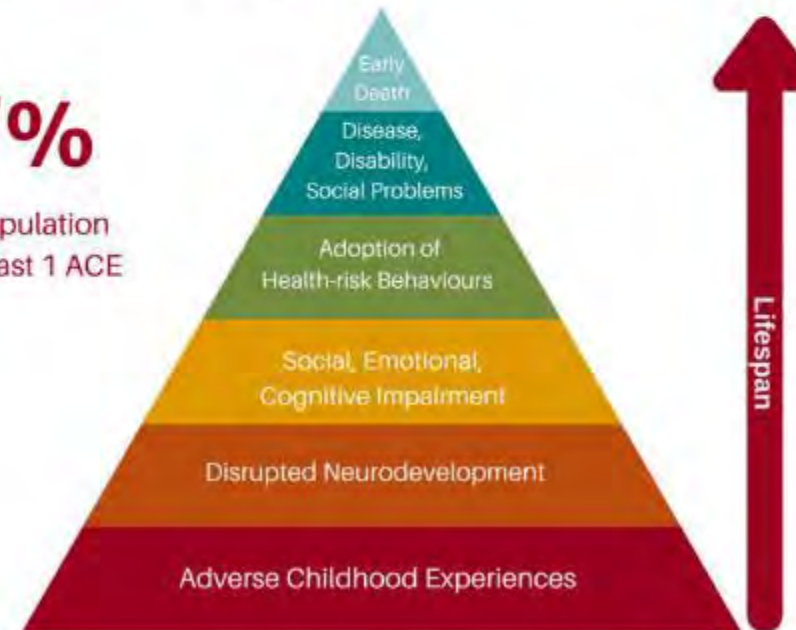 %
pulation
ast 1 ACE
Early
Death
Disease,
Disability,
Social Problems
Adoption of
Health-risk Behaviours
Social, Emotional,
Cognitive Impairment
Disrupted Neurodevelopment
Adverse Childhood Experiences
Lifespan